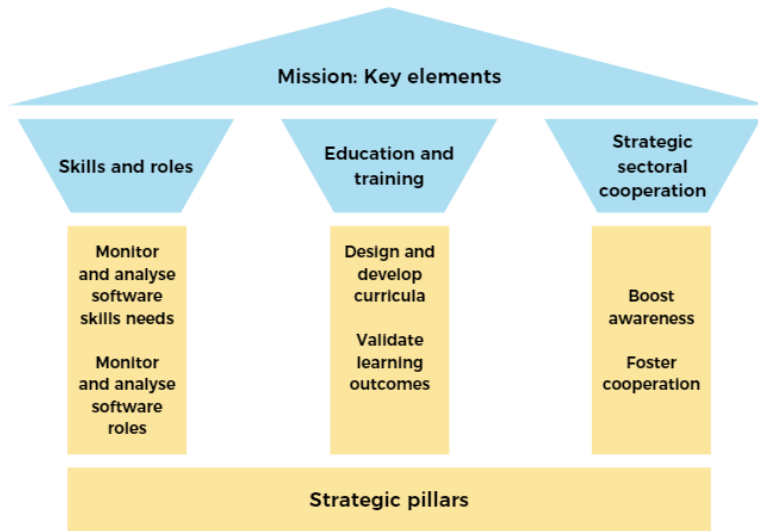 Mission: Key elements
Skills and roles
Education and
training
Strategic
sectoral
cooperation
Monitor
and analyse
software
skills needs
Monitor
and analyse
software
roles
Design and
develop
curricula
Validate
learning
outcomes
Boost
awareness
Foster
cooperation
Strategic pillars